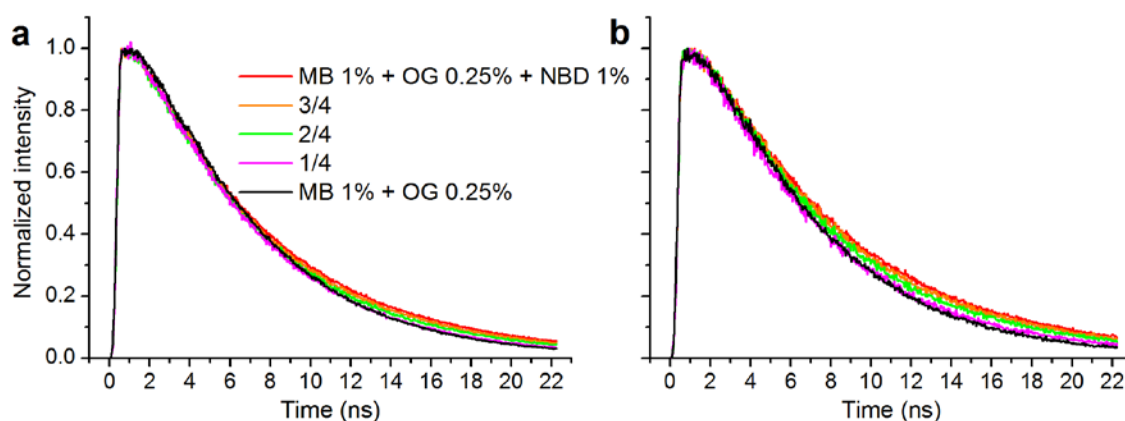 a
b
1.0
0.8
0.6
0.4
0.2
0.0
Normalized intensity
MB 1% + OG 0.25% + NBD 1%
3/4
2/4
1/4
MB 1% + OG 0.25%
0 2 4 6 8 10 12 14 16 18 20 22
0 2 4 6 8 10 12 14 16 18 20 22
Time (ns)
Time (ns)